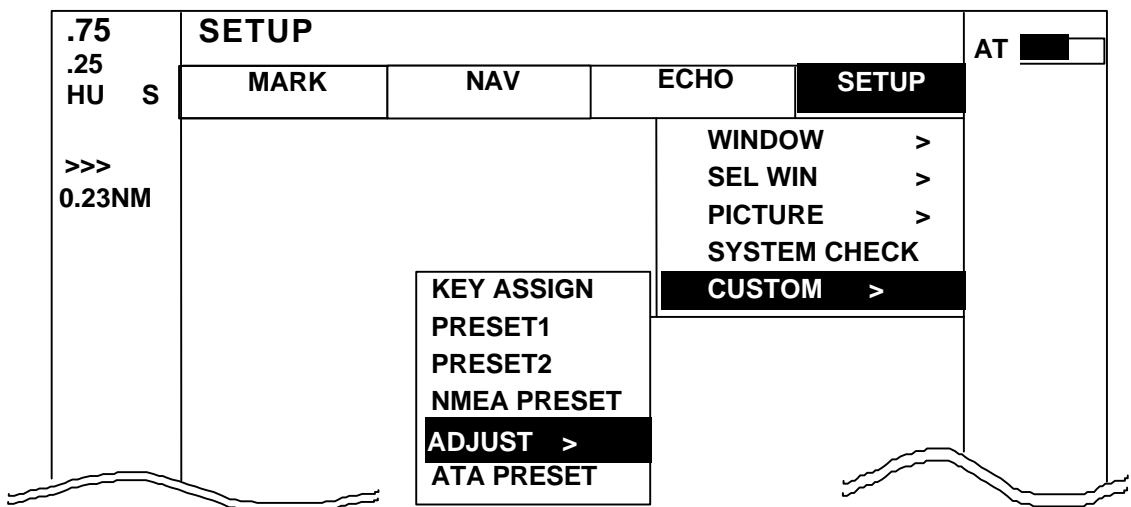 .75
.25
HU S
>>>
0.23NM
SETUP
MARK NAV ECHO SETUP
AT
WINDOW >
SEL WIN >
PICTURE >
SYSTEM CHECK
CUSTOM >
KEY ASSIGN
PRESET1
PRESET2
NMEA PRESET
ADJUST >
ATA PRESET